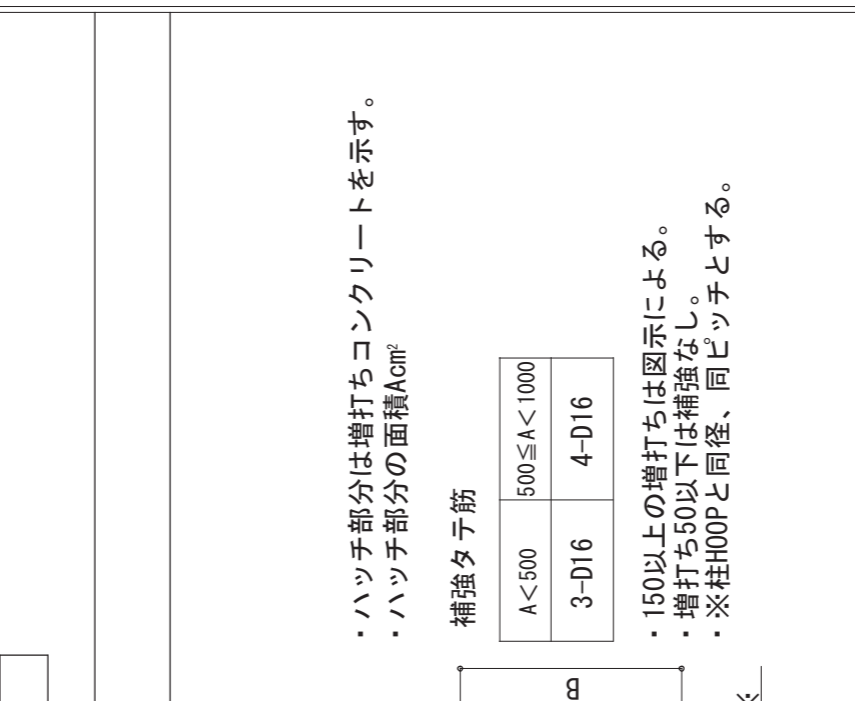 ・ハッチ部分は増打ちコンクリートを示す。
・ハッチ部分の面積Acm²
補強タテ筋
A＜500 500≦A＜1000
3-D16 4-D16
・150以上の増打ちは図示による。
・増打ち50以下は補強なし。
・※柱HOOPと同径、同ピッチとする。
B
※